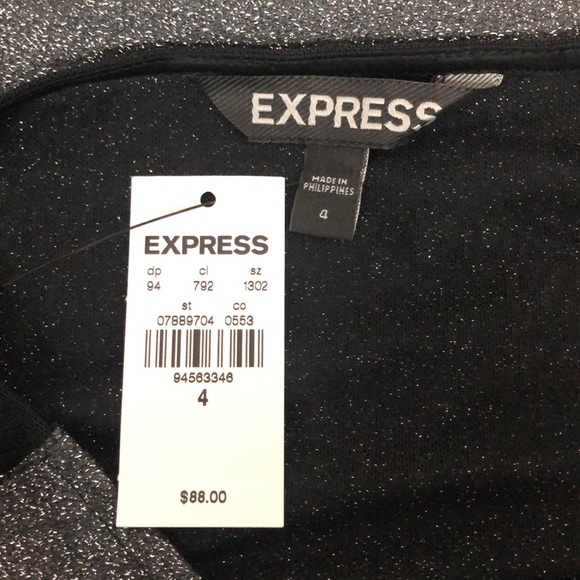 EXPRESS
MADE IN
PHILIPPINES
4
EXPRESS
dp cl sz
94 792 1302
st co
07889704 0553
94563346
4
$88.00